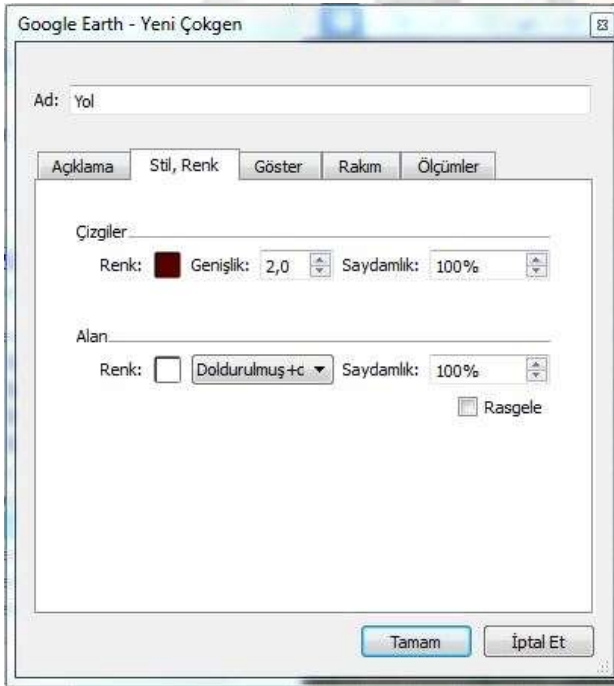 Google Earth - Yeni Çokgen
Ad: Yol
Açıklama Stil, Renk Göster Rakım Ölçümler
Çizgiler
Renk: Genişlik: 2,0 Saydamlık: 100%
Alan
Renk: Doldurulmuş+c Saydamlık: 100%
Rasgele
Tamam İptal Et